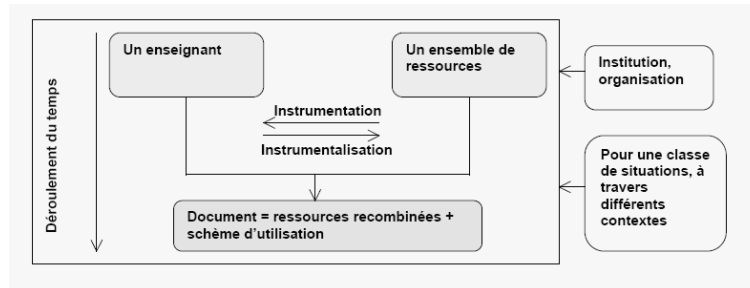 Déroulement du temps
Un enseignant
Un ensemble de
ressources
Instrumentation
Instrumentalisation
Document = ressources recombinées +
schème d'utilisation
Institution,
organisation
Pour une classe
de situations, à
travers
différents
contextes